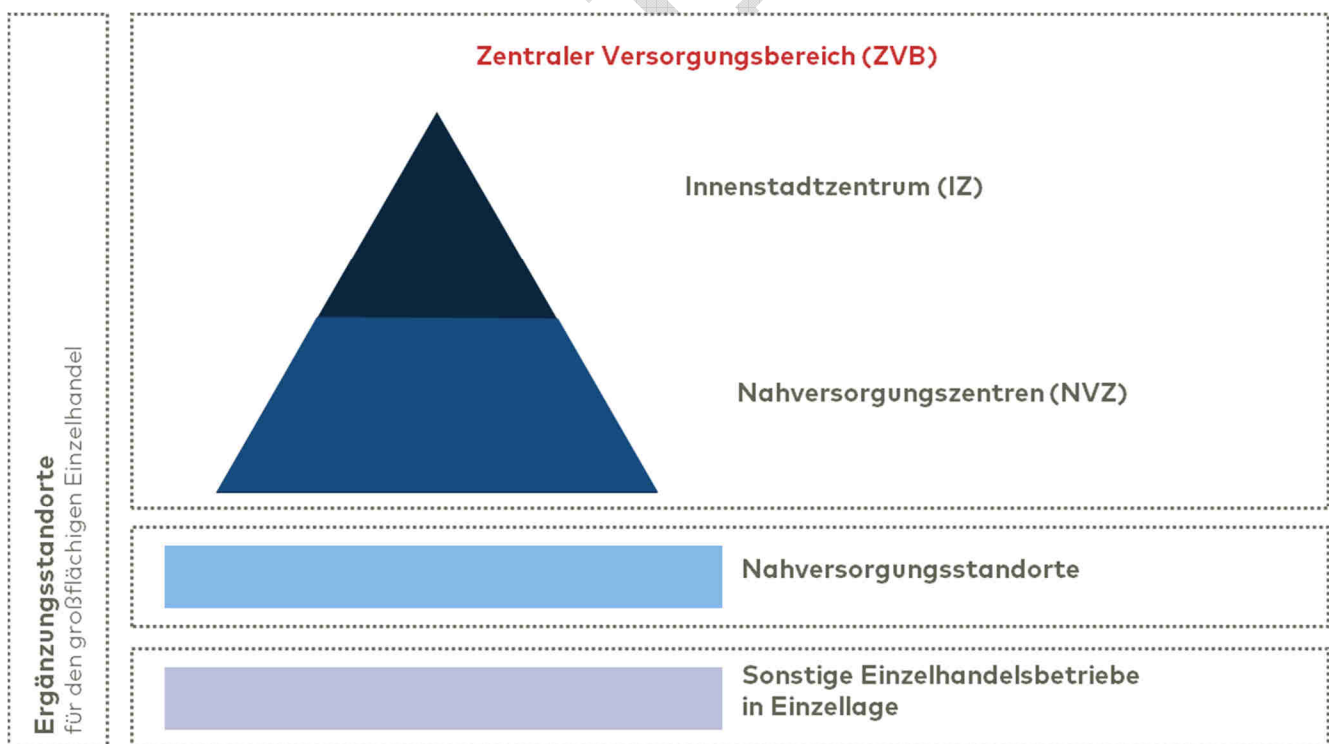 Zentraler Versorgungsbereich (ZVB)
Innenstadtzentrum (IZ)
Nahversorgungszentren (NVZ)
Nahversorgungsstandorte
Sonstige Einzelhandelsbetriebe
in Einzellage
Ergänzungsstandorte
für den großflächigen Einzelhandel